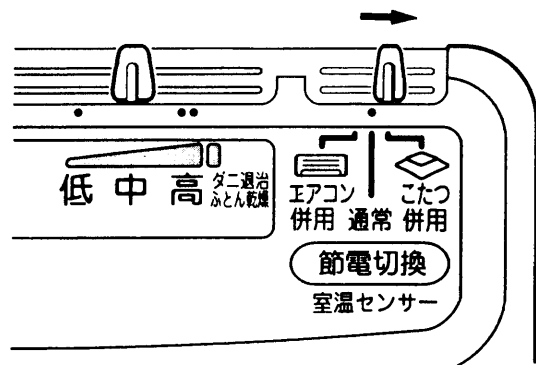 低 中 高 ダニ退治
ふとん乾燥
エアコン
併用
通常
こたつ
併用
節電切換
室温センサー